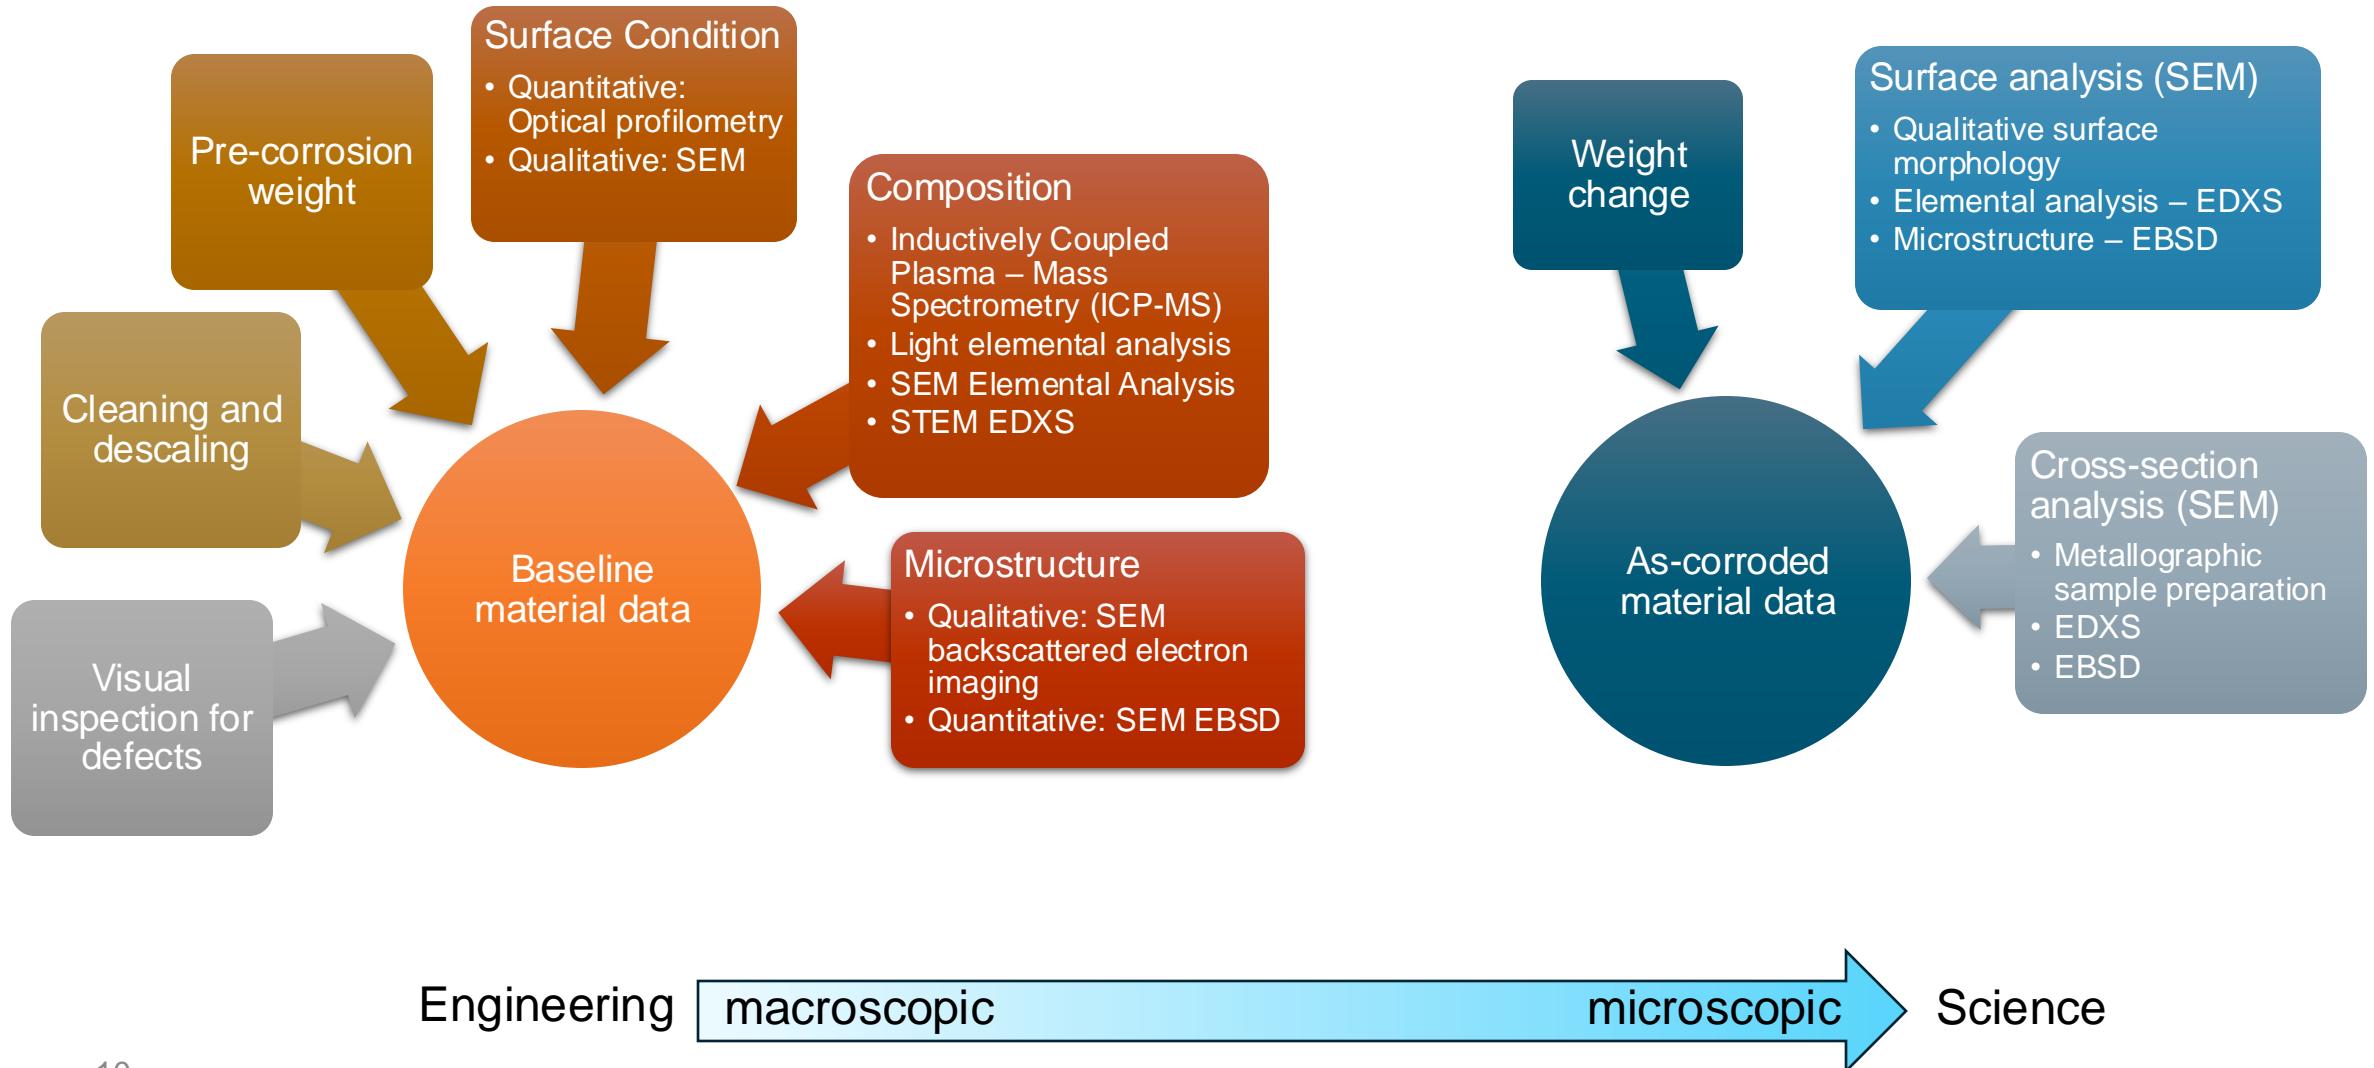 Surface Condition
• Quantitative:
Optical profilometry
• Qualitative: SEM
Pre-corrosion
weight
Cleaning and
descaling
Visual
inspection for
defects
Composition
• Inductively Coupled
Plasma – Mass
Spectrometry (ICP-MS)
• Light elemental analysis
• SEM Elemental Analysis
• STEM EDXS
Microstructure
• Qualitative: SEM
backscattered electron
imaging
• Quantitative: SEM EBSD
Baseline
material data
Weight
change
Surface analysis (SEM)
• Qualitative surface
morphology
• Elemental analysis – EDXS
• Microstructure – EBSD
Cross-section
analysis (SEM)
• Metallographic
sample preparation
• EDXS
• EBSD
As-corroded
material data
Engineering
macroscopic
microscopic
Science